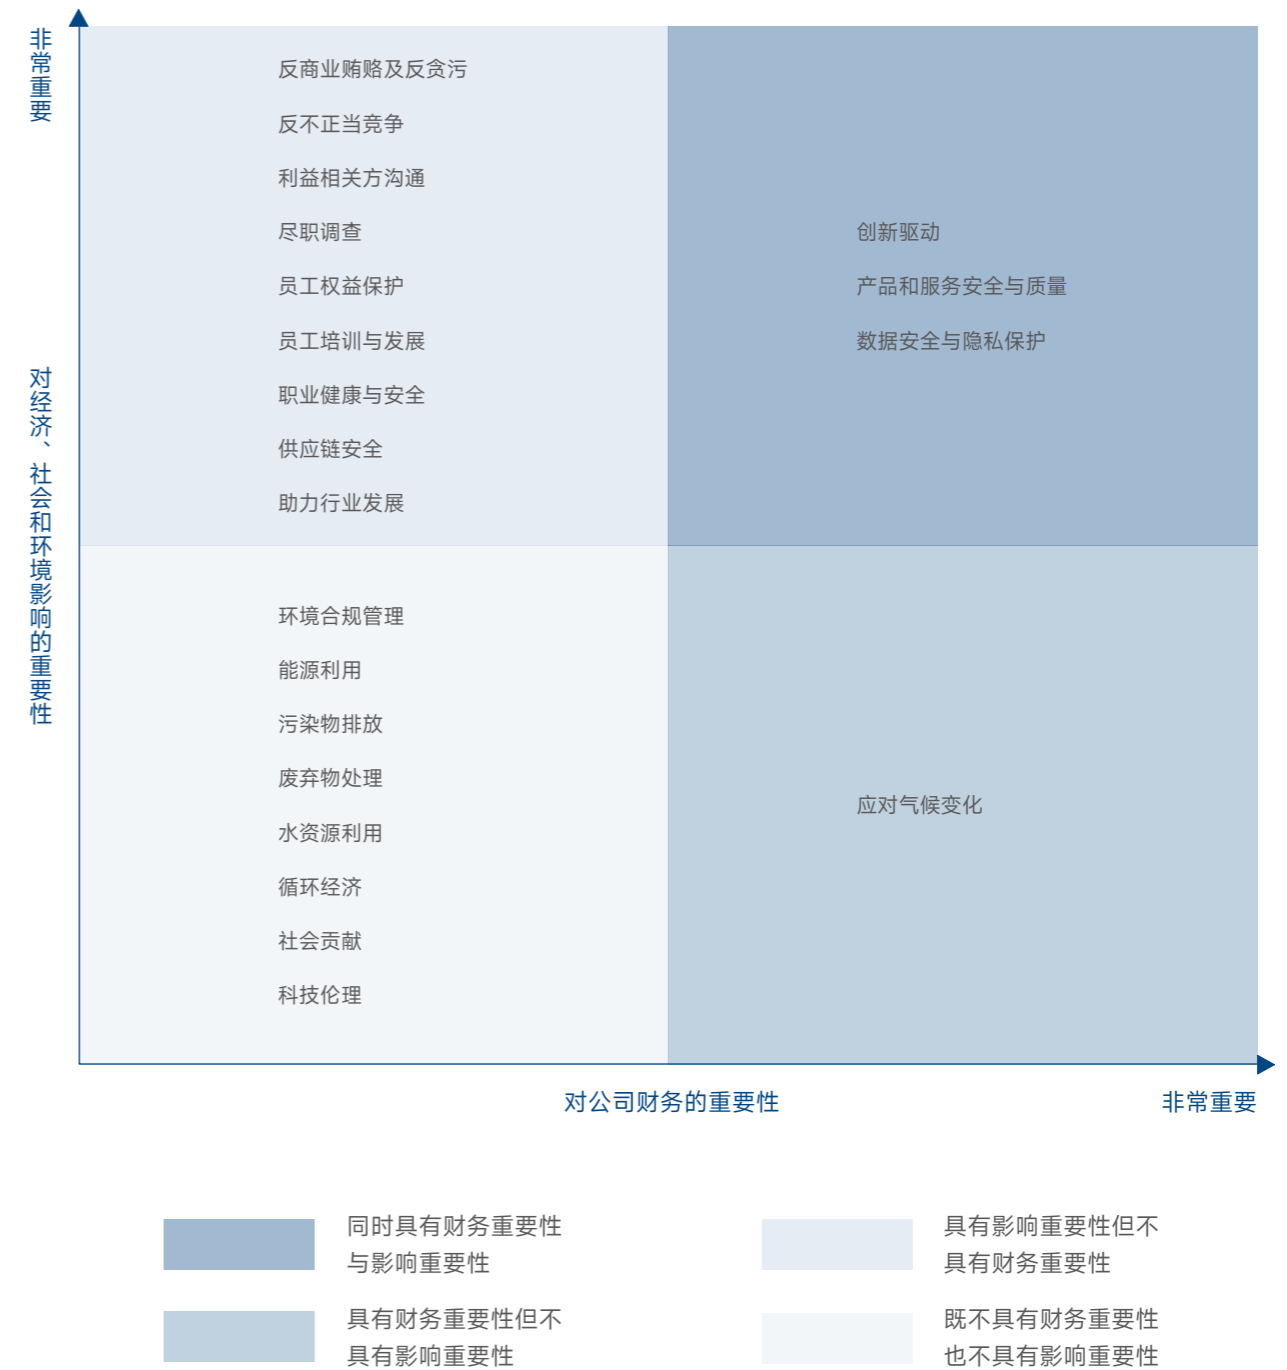 非常重要
对经济、社会和环境影响的重要性
反商业贿赂及反贪污
反不正当竞争
利益相关方沟通
尽职调查
员工权益保护
员工培训与发展
职业健康与安全
供应链安全
助力行业发展
创新驱动
产品和服务安全与质量
数据安全与隐私保护
环境合规管理
能源利用
污染物排放
废弃物处理
水资源利用
循环经济
社会贡献
科技伦理
应对气候变化
对公司财务的重要性
非常重要
同时具有财务重要性
与影响重要性
具有影响重要性但不
具有财务重要性
具有财务重要性但不
具有影响重要性
既不具有财务重要性
也不具有影响重要性